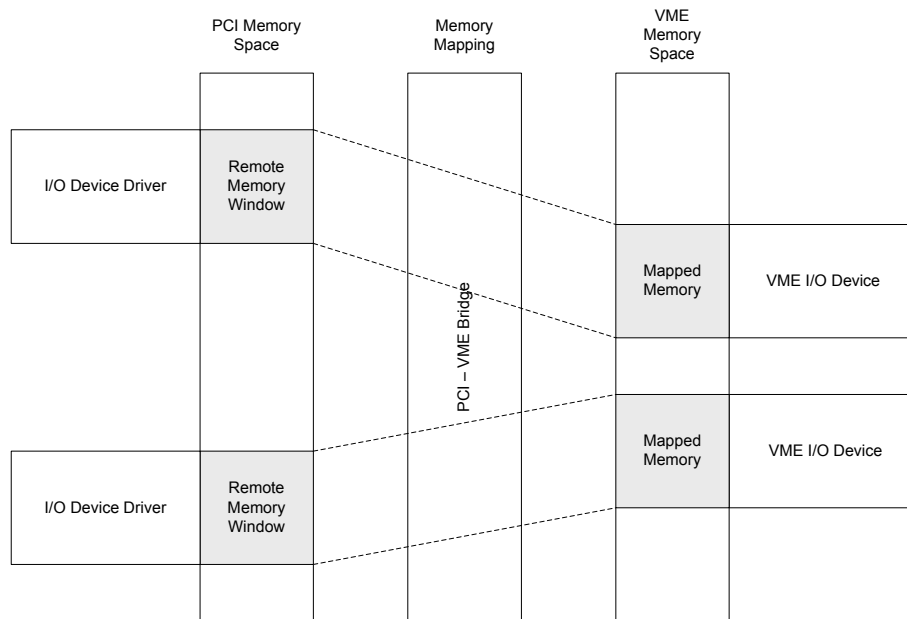 PCI Memory
Space
Memory
Mapping
VME
Memory
Space
I/O Device Driver
Remote
Memory
Window
Mapped
Memory
VME I/O Device
PCI – VME Bridge
Mapped
Memory
VME I/O Device
I/O Device Driver
Remote
Memory
Window